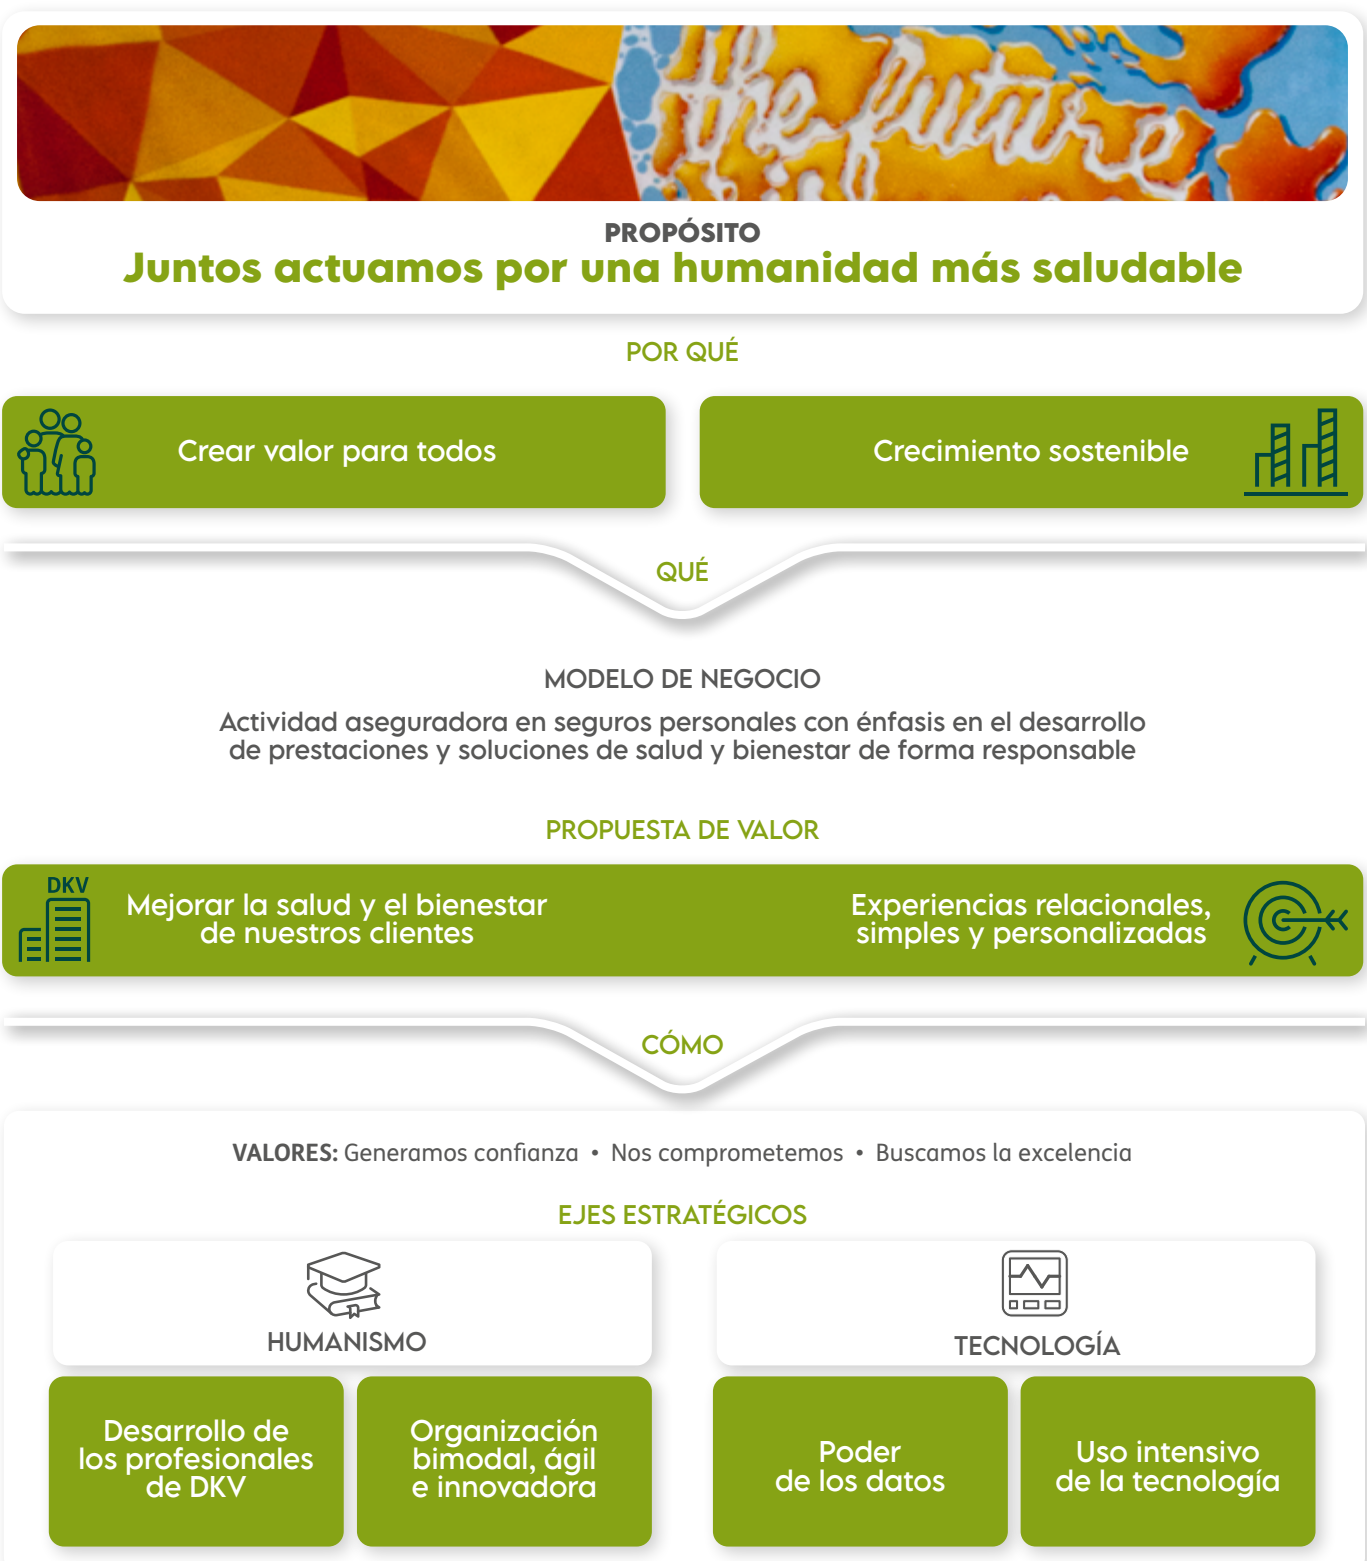 the future
PROPÓSITO
Juntos actuamos por una humanidad más saludable
POR QUÉ
Crear valor para todos
Crecimiento sostenible
QUÉ
MODELO DE NEGOCIO
Actividad aseguradora en seguros personales con énfasis en el desarrollo
de prestaciones y soluciones de salud y bienestar de forma responsable
PROPUESTA DE VALOR
DKV
Mejorar la salud y el bienestar
de nuestros clientes
Experiencias relacionales,
simples y personalizadas
CÓMO
VALORES: Generamos confianza • Nos comprometemos • Buscamos la excelencia
EJES ESTRATÉGICOS
HUMANISMO
TECNOLOGÍA
Desarrollo de
los profesionales
de DKV
Organización
bimodal, ágil
e innovadora
Poder
de los datos
Uso intensivo
de la tecnología